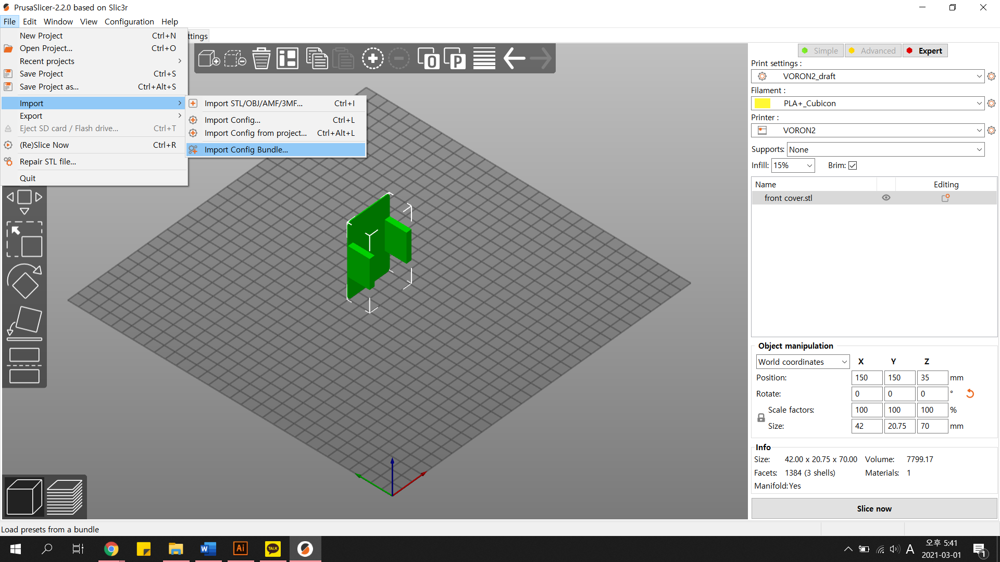 PrusaSlicer-2.2.0 based on Slic3r
File Edit Window View Configuration Help
New Project Ctrl+N
Open Project... Ctrl+O
Recent projects
Save Project Ctrl+S
Save Project as... Ctrl+Alt+S
Import
Export
Eject SD card / Flash drive... Ctrl+T
(Re)Slice Now Ctrl+R
Repair STL file...
Quit
ttings
Import STL/OBJ/AMF/3MF... Ctrl+I
Import Config... Ctrl+L
Import Config from project... Ctrl+Alt+L
Import Config Bundle...
O P
Simple Advanced Expert
Print settings :
VORON2_draft
Filament :
PLA+_Cubicon
Printer :
VORON2
Supports: None
Infill: 15% Brim:
Name Editing
front cover.stl
Object manipulation
World coordinates X Y Z
Position: 150 150 35 mm
Rotate: 0 0 0 °
Scale factors: 100 100 100 %
Size: 42 20.75 70 mm
Info
Size: 42.00 x 20.75 x 70.00 Volume: 7799.17
Facets: 1384 (3 shells) Materials: 1
Manifold:Yes
Slice now
Load presets from a bundle
W Ai TALK
A 오후 5:41
2021-03-01
1